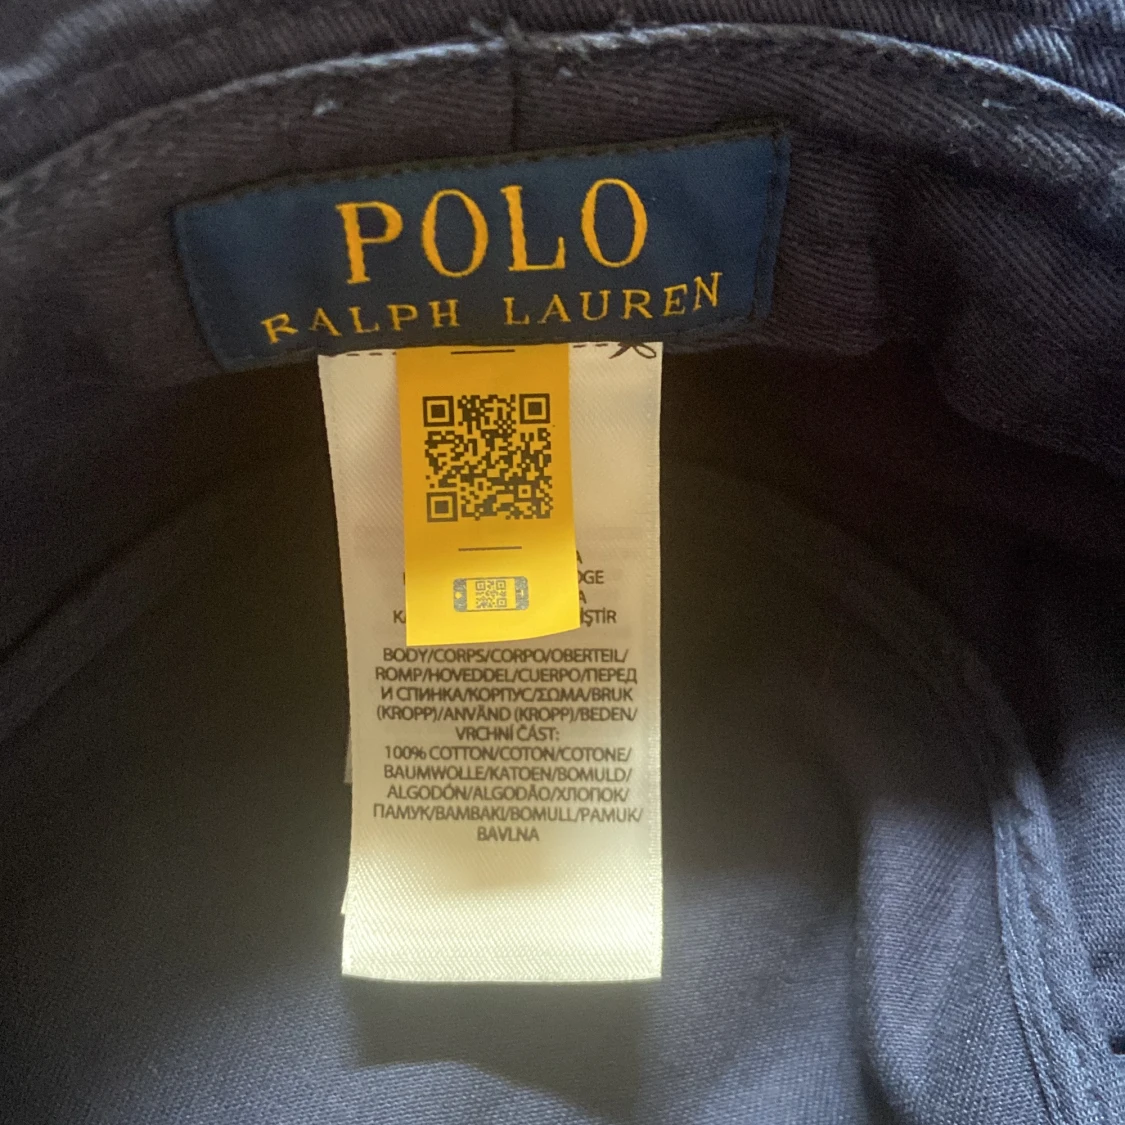 POLO
RALPH LAUREN
BODY/CORPS/CORPO/OBERTEIL/
ROMP/HOVEDDEL/CUERPO/ПЕРЕД
И СПИНКА/КОРПУС/ΣΩΜΑ/BRUK
(KROPP)/ANVÄND (KROPP)/BEDEN/
VRCHNÍ ČÁST:
100% COTTON/COTON/COTONE/
BAUMWOLLE/KATOEN/BOMULD/
ALGODÓN/ALGODÃO/ХЛОПОК/
ПАМУК/BAMBAKI/BOMULL/PAMUK/
BAVLNA